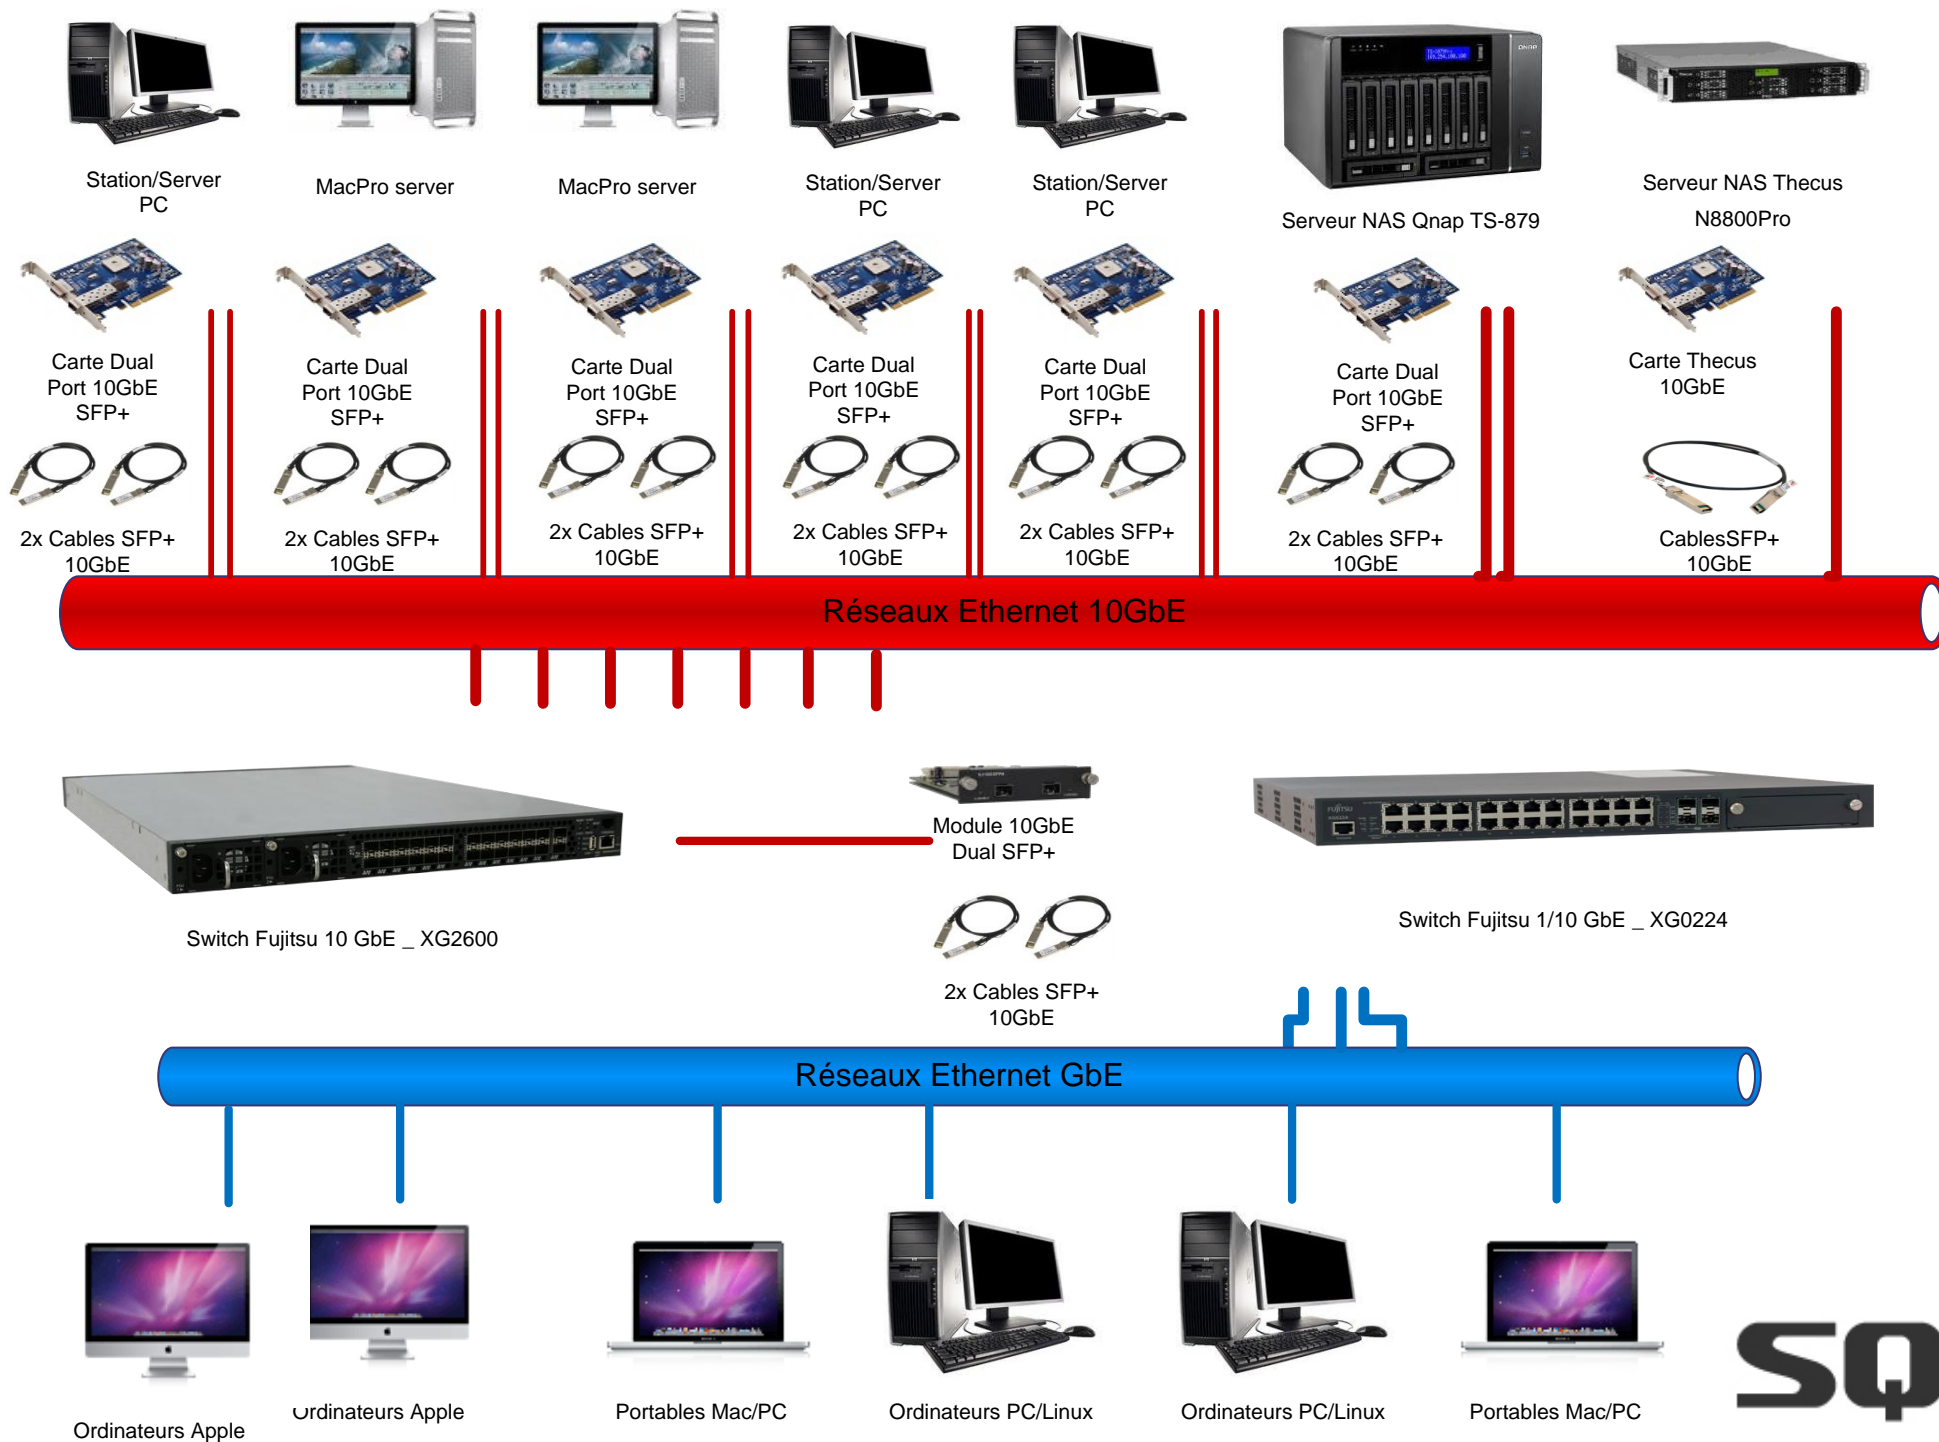 QNAP
Station/Server
PC
MacPro server
MacPro server
Station/Server
PC
Station/Server
PC
Serveur NAS Qnap TS-879
Serveur NAS Thecus
N8800Pro
Carte Dual
Port 10GbE
SFP+
Carte Dual
Port 10GbE
SFP+
Carte Dual
Port 10GbE
SFP+
Carte Dual
Port 10GbE
SFP+
Carte Dual
Port 10GbE
SFP+
Carte Dual
Port 10GbE
SFP+
Carte Thecus
10GbE
2x Cables SFP+
10GbE
2x Cables SFP+
10GbE
2x Cables SFP+
10GbE
2x Cables SFP+
10GbE
2x Cables SFP+
10GbE
2x Cables SFP+
10GbE
CablesSFP+
10GbE
Réseaux Ethernet 10GbE
Module 10GbE
Dual SFP+
FUJITSU
Switch Fujitsu 10 GbE _ XG2600
2x Cables SFP+
10GbE
Switch Fujitsu 1/10 GbE _ XG0224
Réseaux Ethernet GbE
Ordinateurs Apple
Ordinateurs Apple
Portables Mac/PC
Ordinateurs PC/Linux
Ordinateurs PC/Linux
Portables Mac/PC
SQ